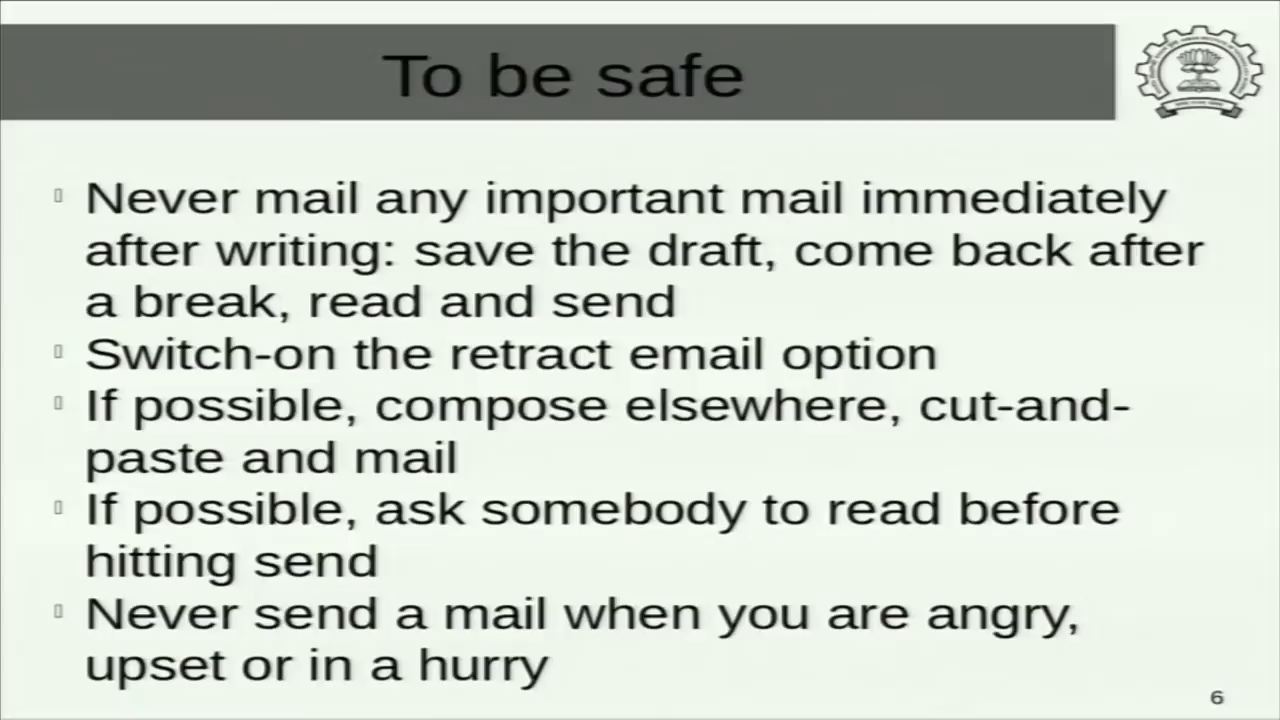 To be safe
Never mail any important mail immediately
after writing: save the draft, come back after
a break, read and send
Switch-on the retract email option
If possible, compose elsewhere, cut-and-
paste and mail
If possible, ask somebody to read before
hitting send
Never send a mail when you are angry,
upset or in a hurry
6